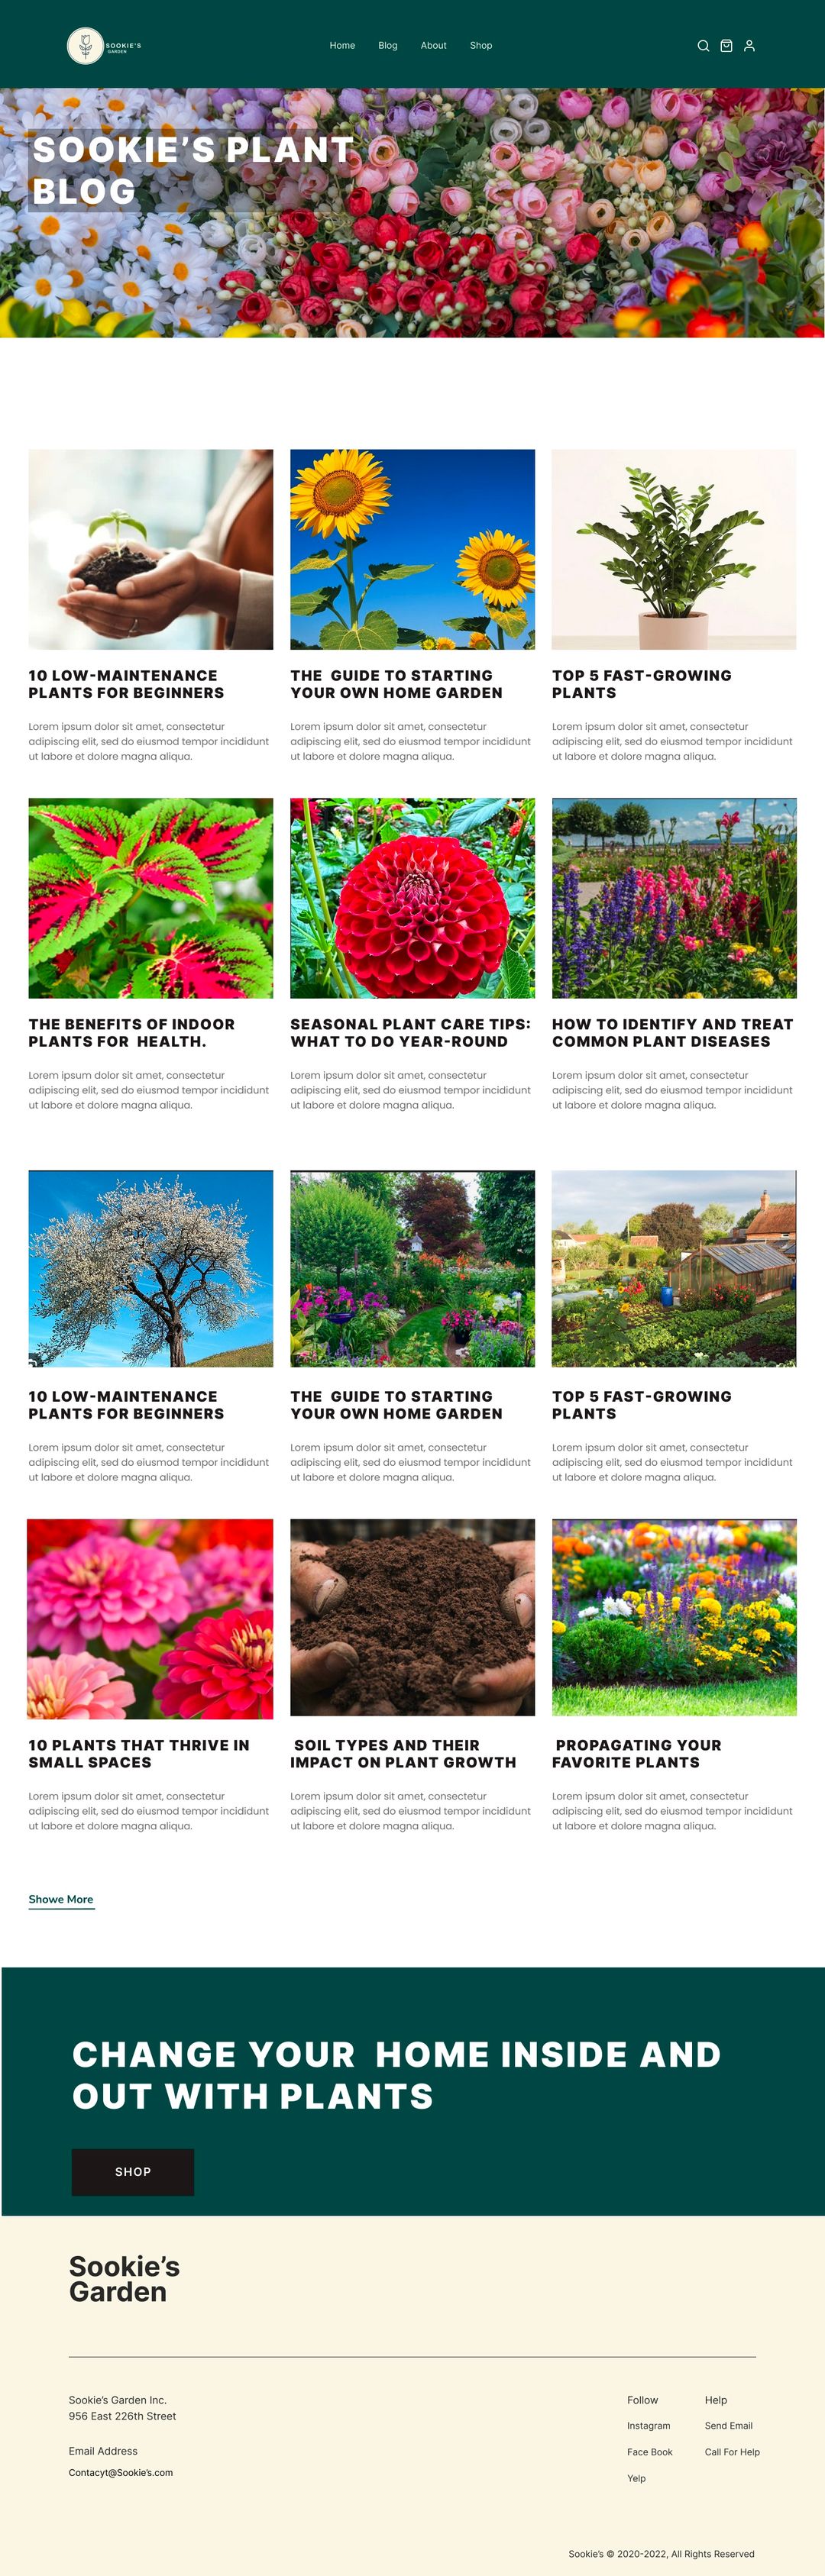 SOOKIE'S
GARDEN
Home Blog About Shop
SOOKIE’S PLANT
BLOG
10 LOW-MAINTENANCE
PLANTS FOR BEGINNERS
Lorem ipsum dolor sit amet, consectetur
adipiscing elit, sed do eiusmod tempor incididunt
ut labore et dolore magna aliqua.
THE GUIDE TO STARTING
YOUR OWN HOME GARDEN
Lorem ipsum dolor sit amet, consectetur
adipiscing elit, sed do eiusmod tempor incididunt
ut labore et dolore magna aliqua.
TOP 5 FAST-GROWING
PLANTS
Lorem ipsum dolor sit amet, consectetur
adipiscing elit, sed do eiusmod tempor incididunt
ut labore et dolore magna aliqua.
THE BENEFITS OF INDOOR
PLANTS FOR HEALTH.
Lorem ipsum dolor sit amet, consectetur
adipiscing elit, sed do eiusmod tempor incididunt
ut labore et dolore magna aliqua.
SEASONAL PLANT CARE TIPS:
WHAT TO DO YEAR-ROUND
Lorem ipsum dolor sit amet, consectetur
adipiscing elit, sed do eiusmod tempor incididunt
ut labore et dolore magna aliqua.
HOW TO IDENTIFY AND TREAT
COMMON PLANT DISEASES
Lorem ipsum dolor sit amet, consectetur
adipiscing elit, sed do eiusmod tempor incididunt
ut labore et dolore magna aliqua.
10 LOW-MAINTENANCE
PLANTS FOR BEGINNERS
Lorem ipsum dolor sit amet, consectetur
adipiscing elit, sed do eiusmod tempor incididunt
ut labore et dolore magna aliqua.
THE GUIDE TO STARTING
YOUR OWN HOME GARDEN
Lorem ipsum dolor sit amet, consectetur
adipiscing elit, sed do eiusmod tempor incididunt
ut labore et dolore magna aliqua.
TOP 5 FAST-GROWING
PLANTS
Lorem ipsum dolor sit amet, consectetur
adipiscing elit, sed do eiusmod tempor incididunt
ut labore et dolore magna aliqua.
10 PLANTS THAT THRIVE IN
SMALL SPACES
Lorem ipsum dolor sit amet, consectetur
adipiscing elit, sed do eiusmod tempor incididunt
ut labore et dolore magna aliqua.
SOIL TYPES AND THEIR
IMPACT ON PLANT GROWTH
Lorem ipsum dolor sit amet, consectetur
adipiscing elit, sed do eiusmod tempor incididunt
ut labore et dolore magna aliqua.
PROPAGATING YOUR
FAVORITE PLANTS
Lorem ipsum dolor sit amet, consectetur
adipiscing elit, sed do eiusmod tempor incididunt
ut labore et dolore magna aliqua.
Showe More
CHANGE YOUR HOME INSIDE AND
OUT WITH PLANTS
SHOP
Sookie’s
Garden
Sookie’s Garden Inc.
956 East 226th Street
Email Address
Contacyt@Sookie’s.com
Follow
Instagram
Face Book
Yelp
Help
Send Email
Call For Help
Sookie’s © 2020-2022, All Rights Reserved